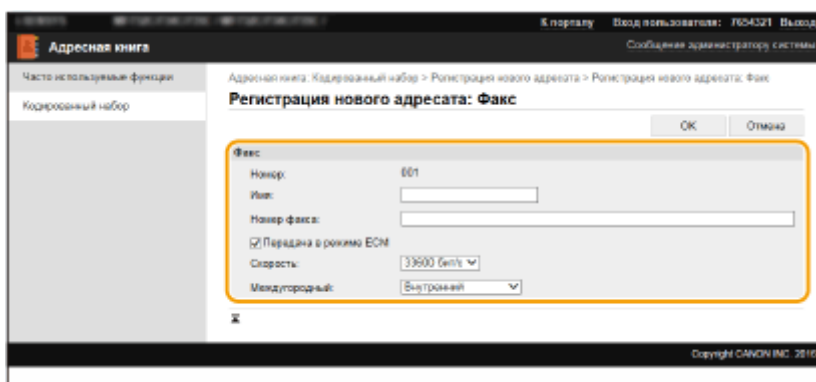 К порталу Вход пользователя: 7654321 Выход
Адресная книга
Сообщение администратору системы
Часто используемые функции
Кодированный набор
Адресная книга: Кодированный набор > Регистрация нового адресата > Регистрация нового адресата: Факс
Регистрация нового адресата: Факс
OK Отмена
Факс
Номер: 001
Имя:
Номер факса:
Передача в режиме ECM
Скорость: 33600 бит/с
Междугородный: Внутренний
Copyright CANON INC. 2016